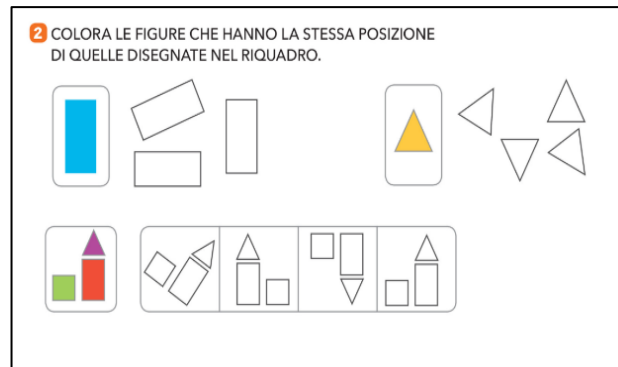 2 COLORA LE FIGURE CHE HANNO LA STESSA POSIZIONE
DI QUELLE DISEGNATE NEL RIQUADRO.